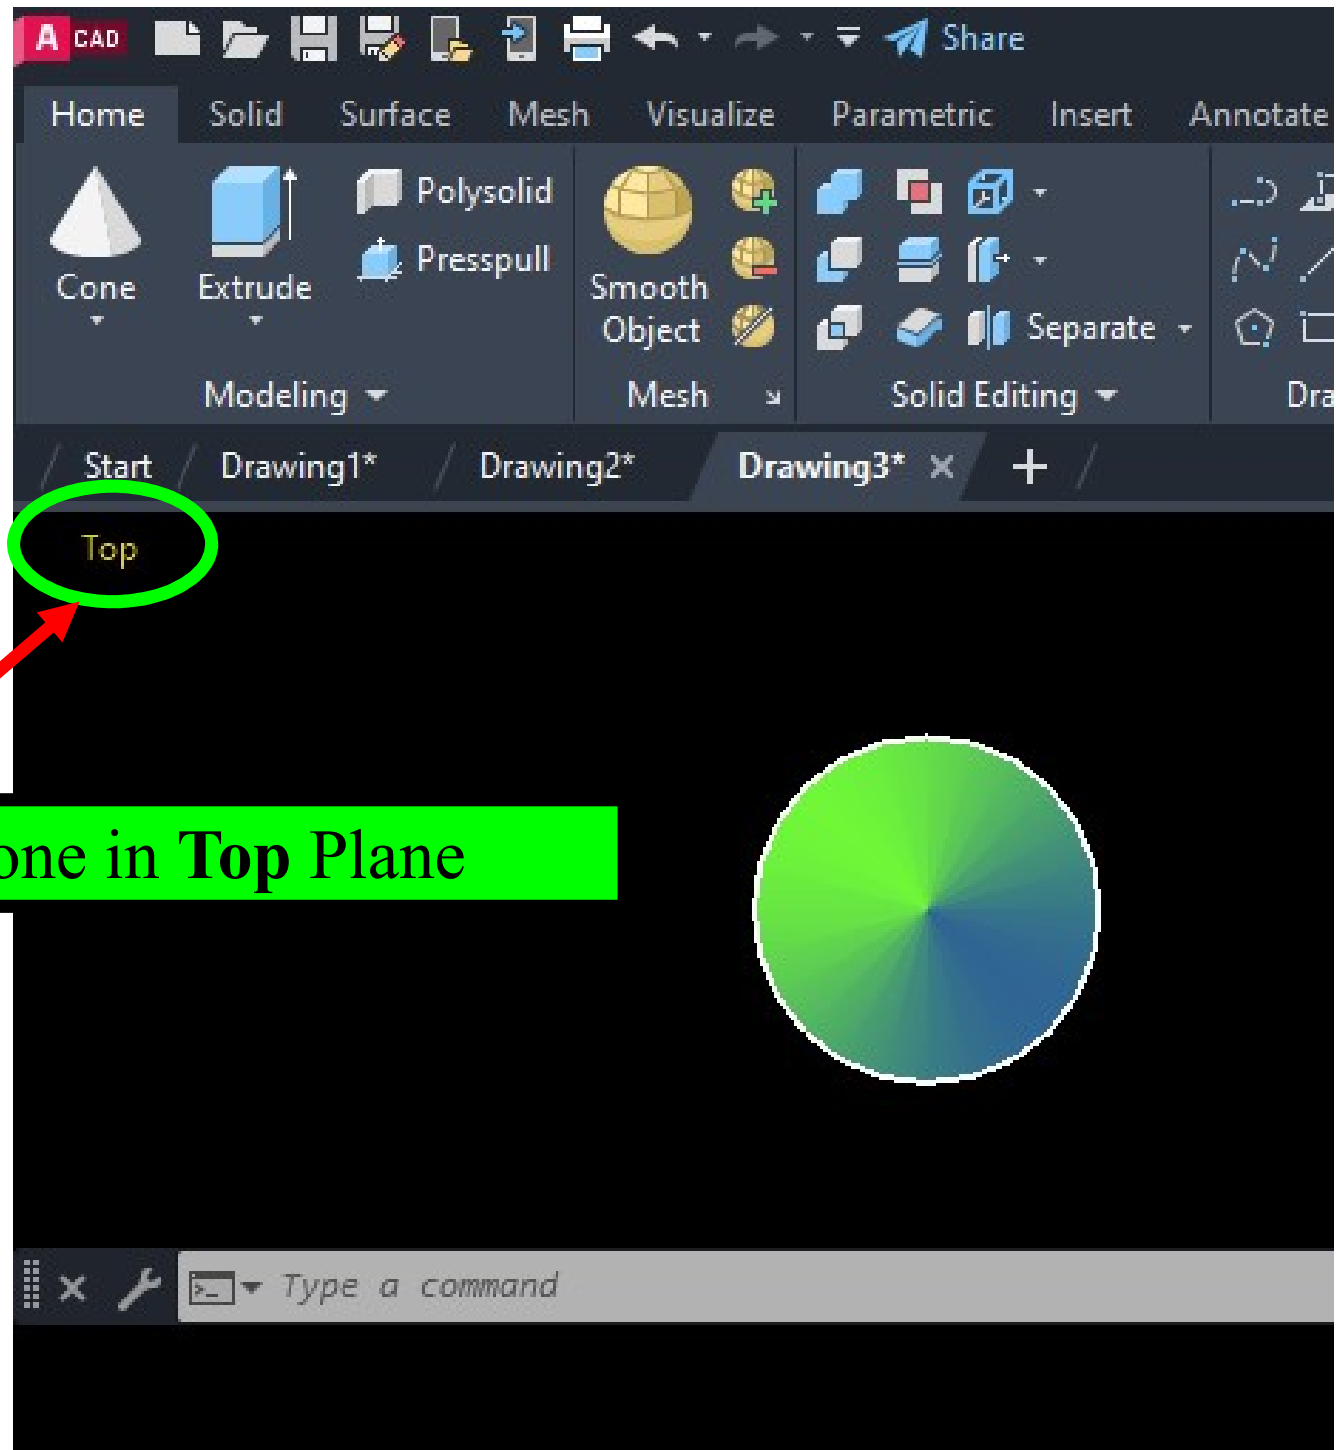 A CAD Share
Home Solid Surface Mesh Visualize Parametric Insert Annotate
Polysolid
Presspull
Cone Extrude Smooth Object Separate
Modeling Mesh Solid Editing Dra
Start Drawing1* Drawing2* Drawing3*
Top
one in Top Plane
Type a command